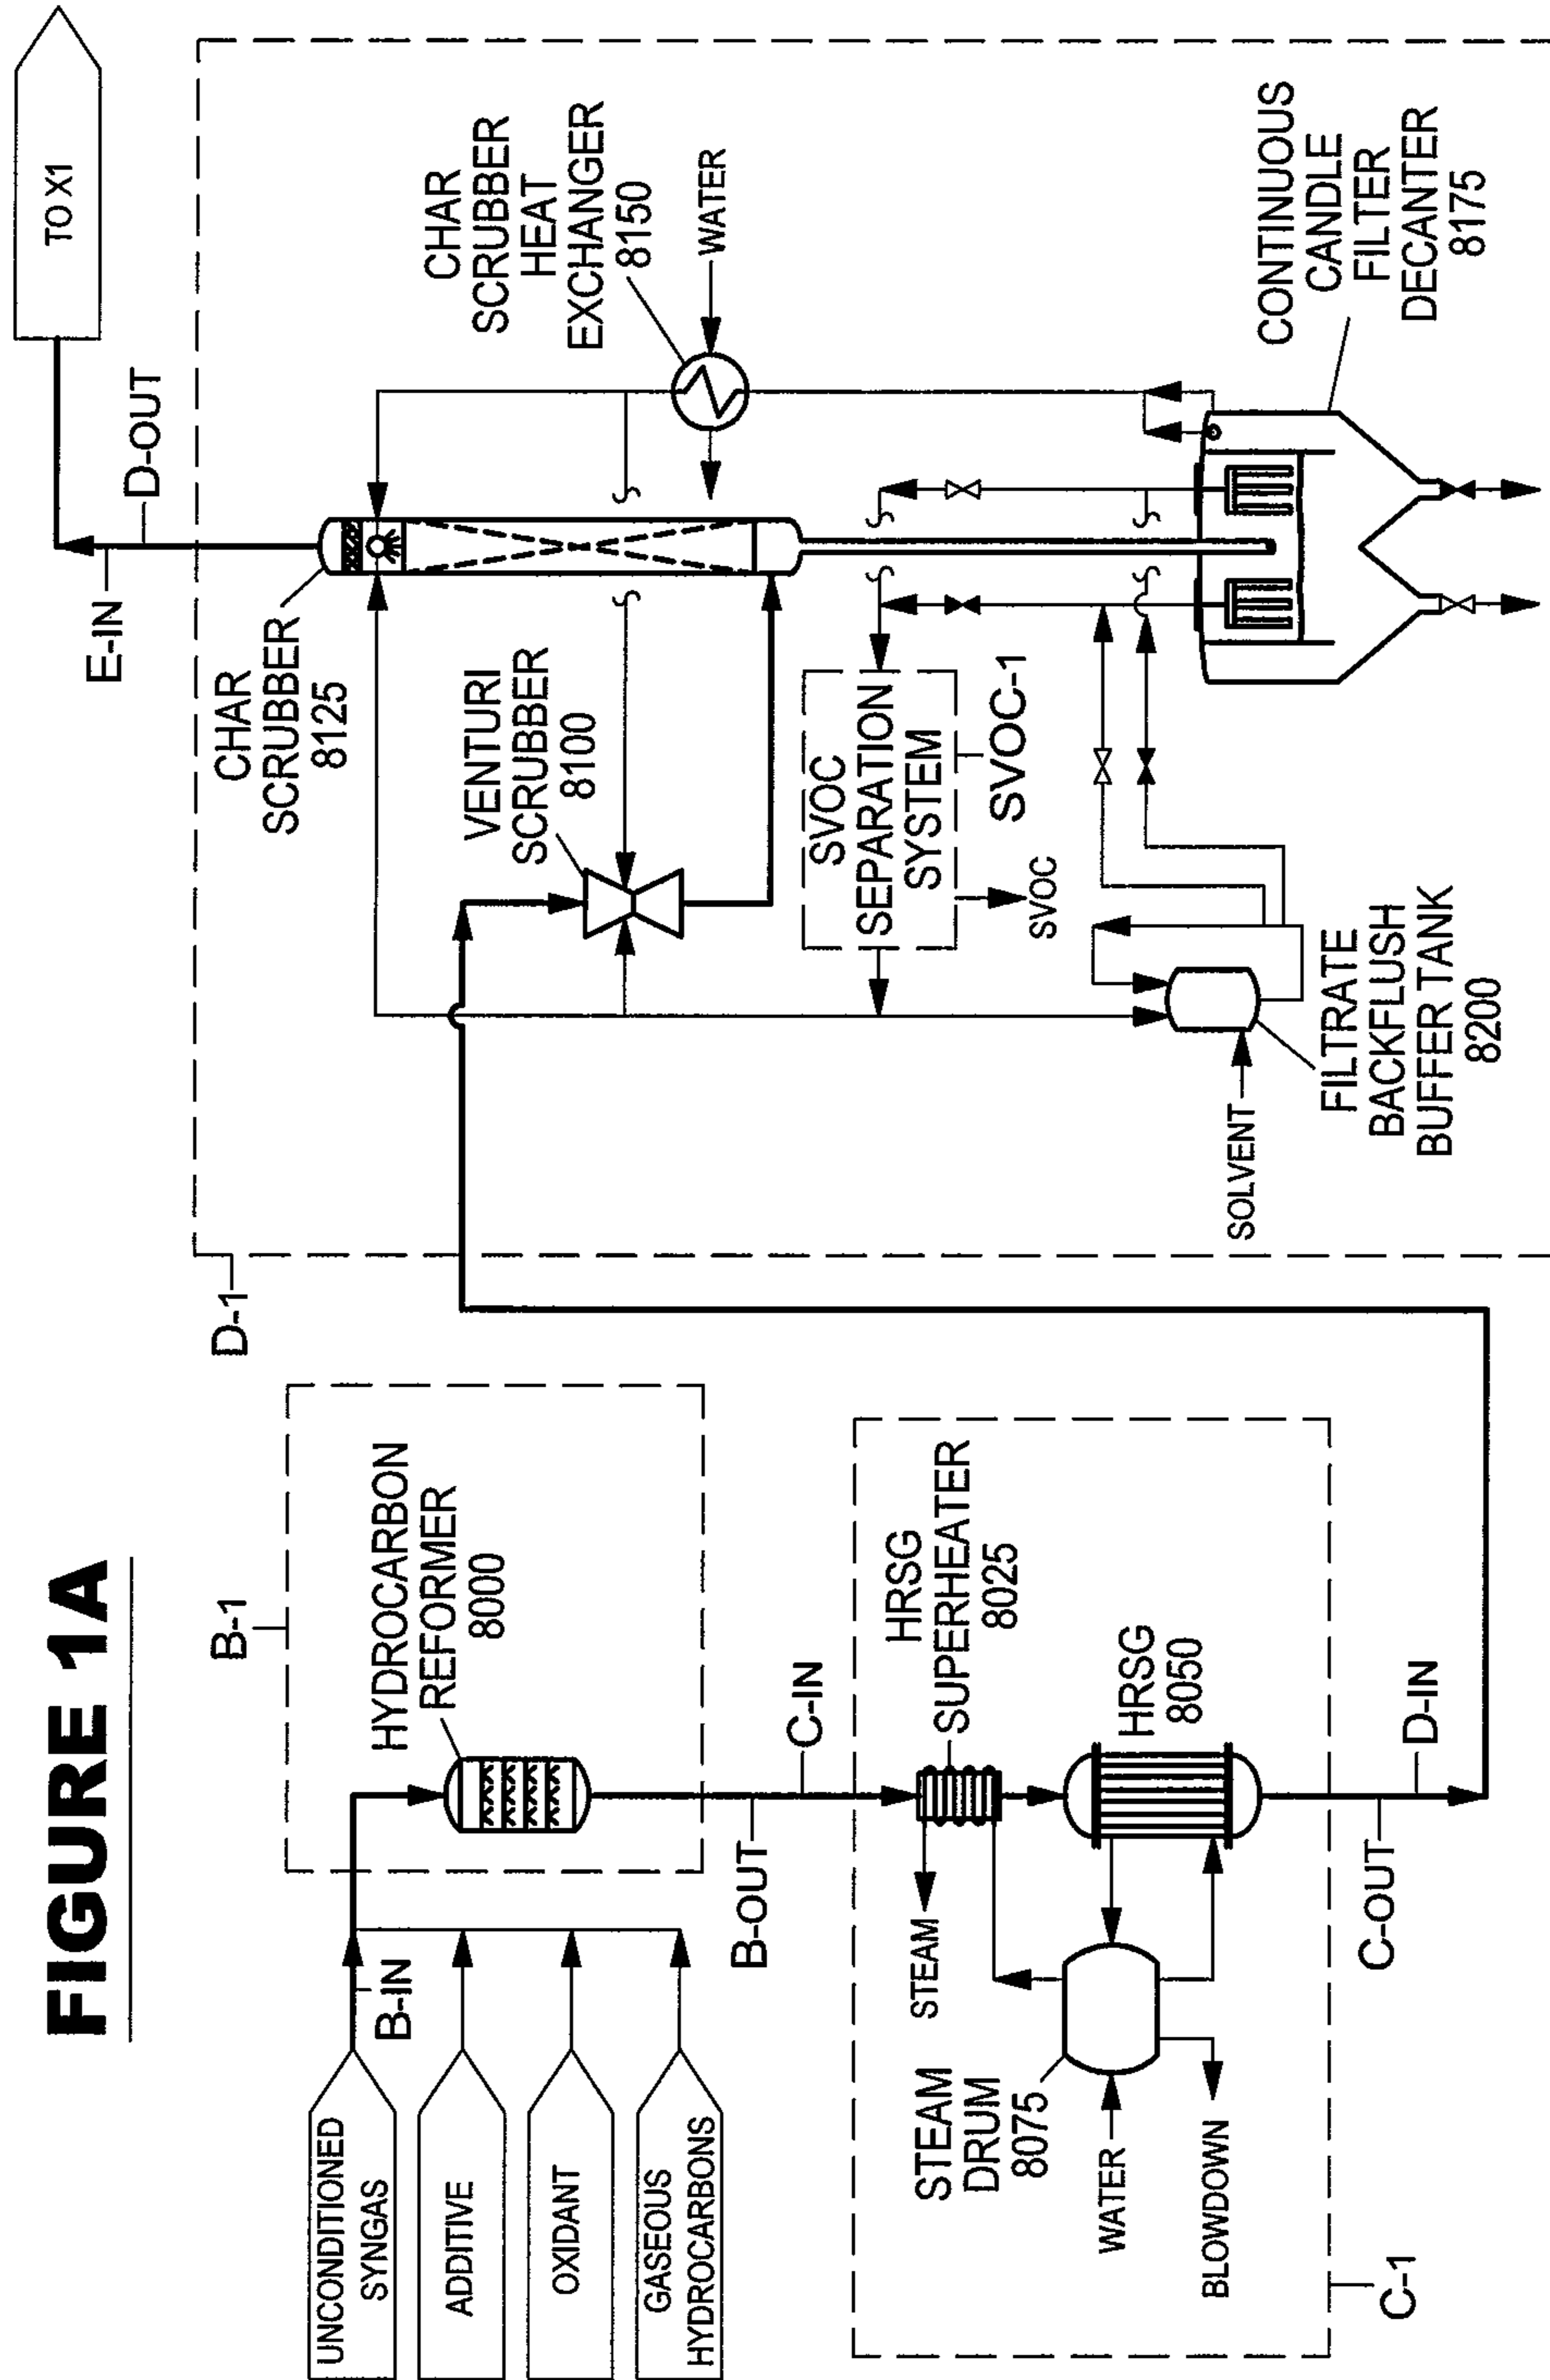 FIGURE 1A
UNCONDITIONED
SYNGAS
ADDITIVE
OXIDANT
GASEOUS
HYDROCARBONS
B-IN
B-1
HYDROCARBON
REFORMER
8000
B-OUT
C-IN
HRSG
SUPERHEATER
8025
STEAM
HRSG
8050
STEAM
DRUM
8075
WATER
BLOWDOWN
C-1
C-OUT
D-IN
D-1
TO X1
E-IN
D-OUT
CHAR
SCRUBBER
8125
VENTURI
SCRUBBER
8100
CHAR
SCRUBBER
HEAT
EXCHANGER
8150
WATER
SVOC
SEPARATION
SYSTEM
SVOC-1
SVOC
SOLVENT
FILTRATE
BACKFLUSH
BUFFER TANK
8200
CONTINUOUS
CANDLE
FILTER
DECANTER
8175